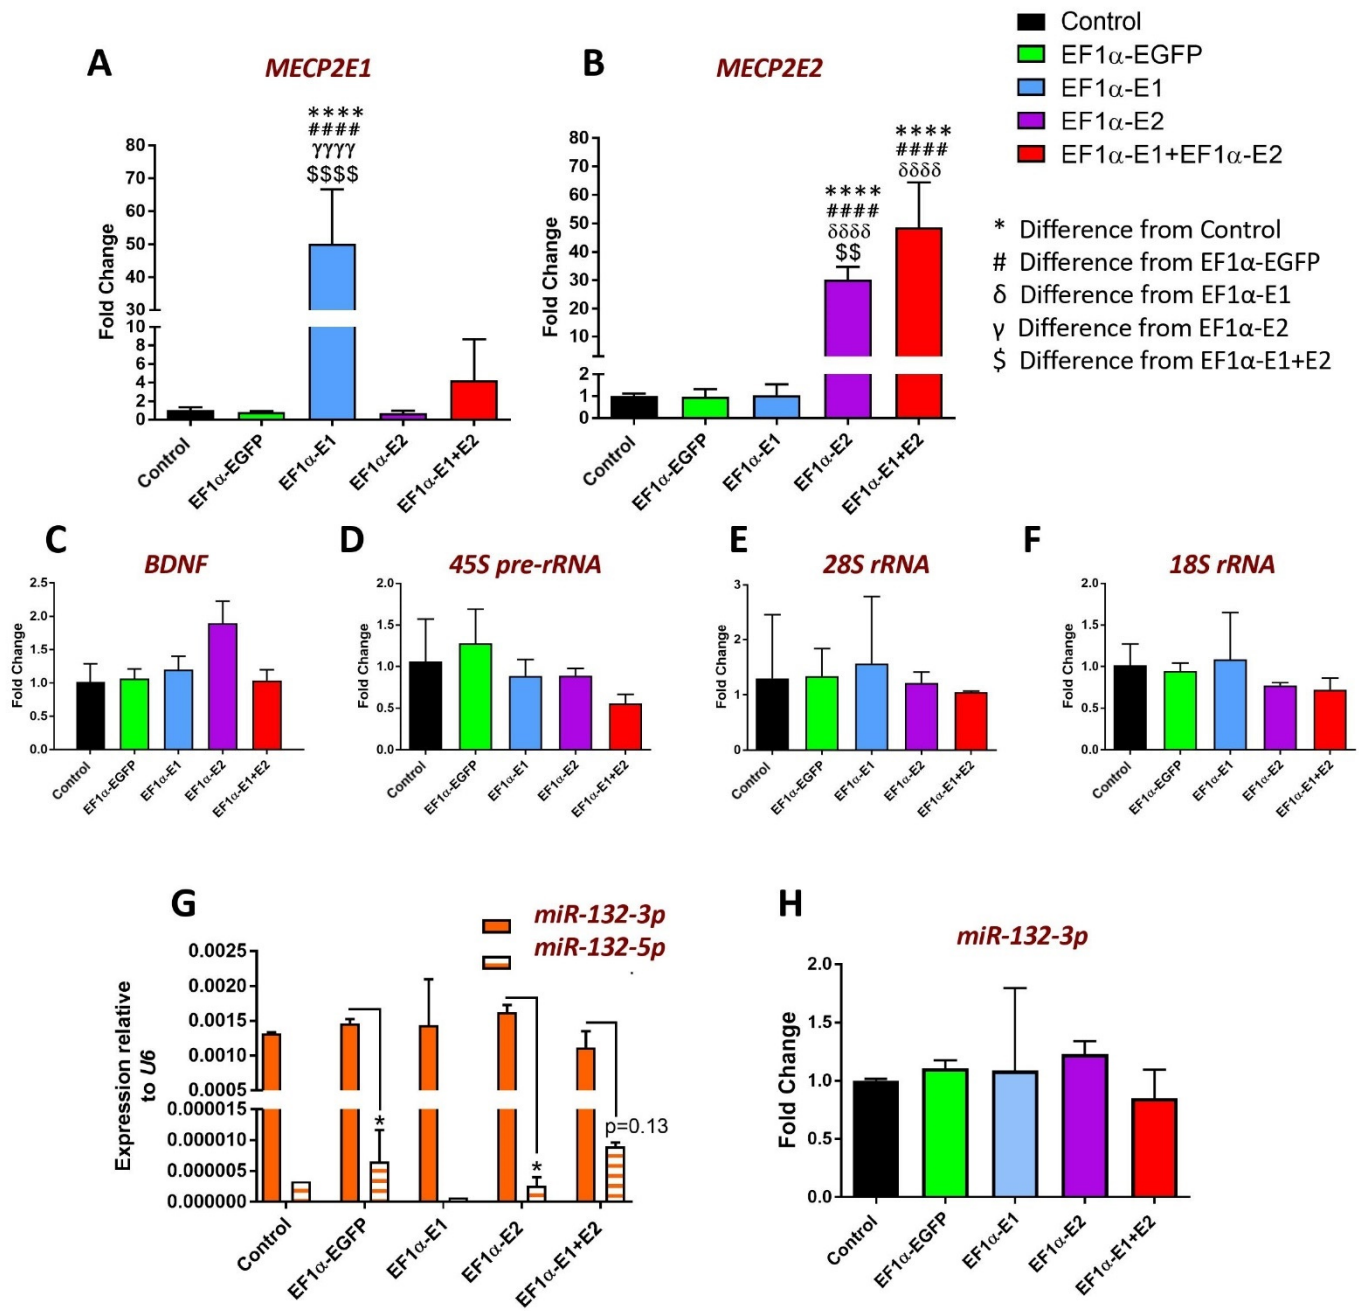 Control
EF1α-EGFP
EF1α-E1
EF1α-E2
EF1α-E1+EF1α-E2
* Difference from Control
# Difference from EF1α-EGFP
δ Difference from EF1α-E1
γ Difference from EF1α-E2
$ Difference from EF1α-E1+E2
A
MECP2E1
****
####
γγγγ
$$$$
Fold Change
80
70
60
50
40
30
10
8
6
4
2
0
Control
EF1α-EGFP
EF1α-E1
EF1α-E2
EF1α-E1+E2
B
MECP2E2
****
####
δδδδ
$$
****
####
δδδδ
Fold Change
80
70
60
50
40
30
20
10
2
1
0
Control
EF1α-EGFP
EF1α-E1
EF1α-E2
EF1α-E1+E2
C
BDNF
Fold Change
2.5
2.0
1.5
1.0
0.5
0.0
Control
EF1α-EGFP
EF1α-E1
EF1α-E2
EF1α-E1+E2
D
45S pre-rRNA
Fold Change
2.0
1.5
1.0
0.5
0.0
Control
EF1α-EGFP
EF1α-E1
EF1α-E2
EF1α-E1+E2
E
28S rRNA
Fold Change
3
2
1
0
Control
EF1α-EGFP
EF1α-E1
EF1α-E2
EF1α-E1+E2
F
18S rRNA
Fold Change
2.0
1.5
1.0
0.5
0.0
Control
EF1α-EGFP
EF1α-E1
EF1α-E2
EF1α-E1+E2
G
miR-132-3p
miR-132-5p
Expression relative
to U6
0.0025
0.0020
0.0015
0.0010
0.0005
0.000015
0.000010
0.000005
0.000000
*
*
p=0.13
Control
EF1α-EGFP
EF1α-E1
EF1α-E2
EF1α-E1+E2
H
miR-132-3p
Fold Change
2.0
1.5
1.0
0.5
0.0
Control
EF1α-EGFP
EF1α-E1
EF1α-E2
EF1α-E1+E2